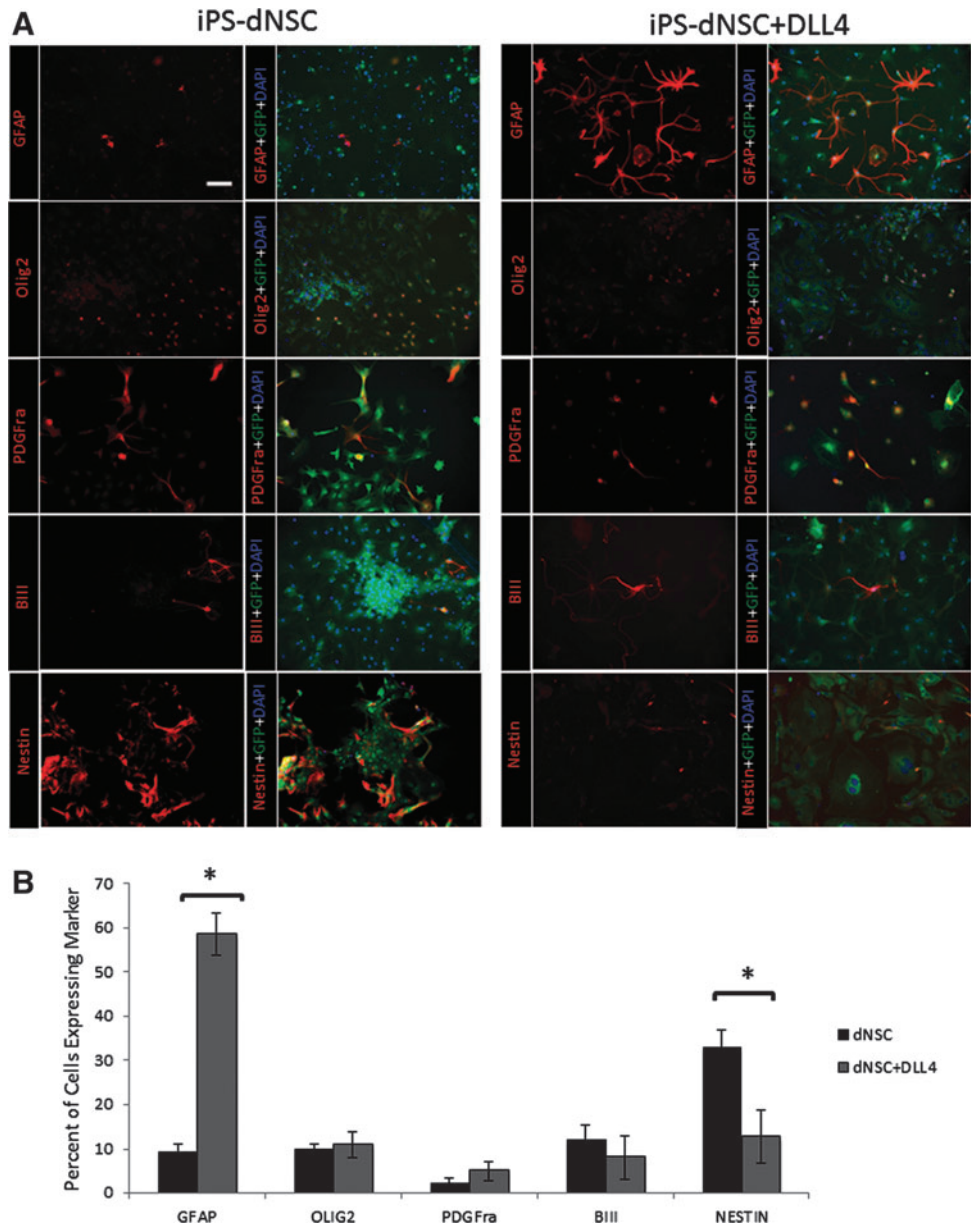 A
iPS-dNSC
iPS-dNSC+DLL4
GFAP
GFAP+GFP+DAPI
GFAP
GFAP+GFP+DAPI
Olig2
Olig2+GFP+DAPI
Olig2
Olig2+GFP+DAPI
PDGFra
PDGFra+GFP+DAPI
PDGFra
PDGFra+GFP+DAPI
BIII
BIII+GFP+DAPI
BIII
BIII+GFP+DAPI
Nestin
Nestin+GFP+DAPI
Nestin
Nestin+GFP+DAPI
B
Percent of Cells Expressing Marker
70
60
50
40
30
20
10
0
*
*
GFAP
OLIG2
PDGFra
BIII
NESTIN
dNSC
dNSC+DLL4